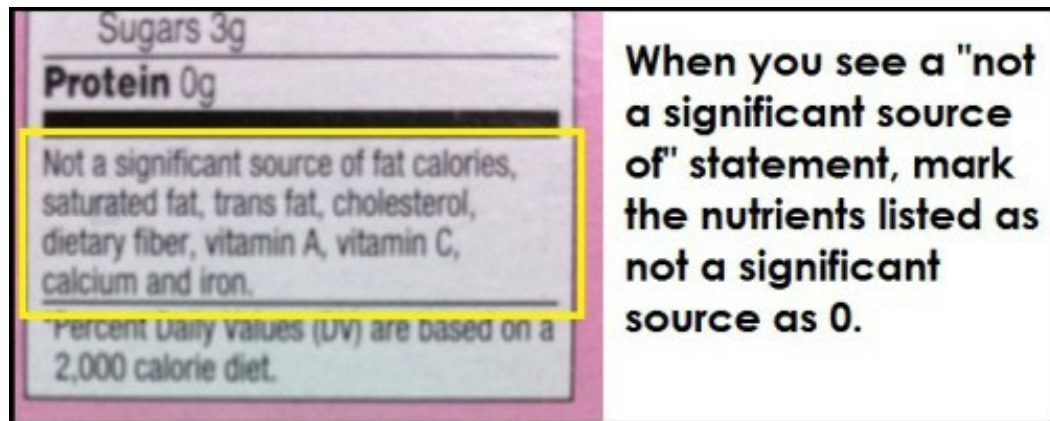 Sugars 3g
Protein 0g
Not a significant source of fat calories,
saturated fat, trans fat, cholesterol,
dietary fiber, vitamin A, vitamin C,
calcium and iron.
*Percent Daily Values (DV) are based on a
2,000 calorie diet.
When you see a "not
a significant source
of" statement, mark
the nutrients listed as
not a significant
source as 0.